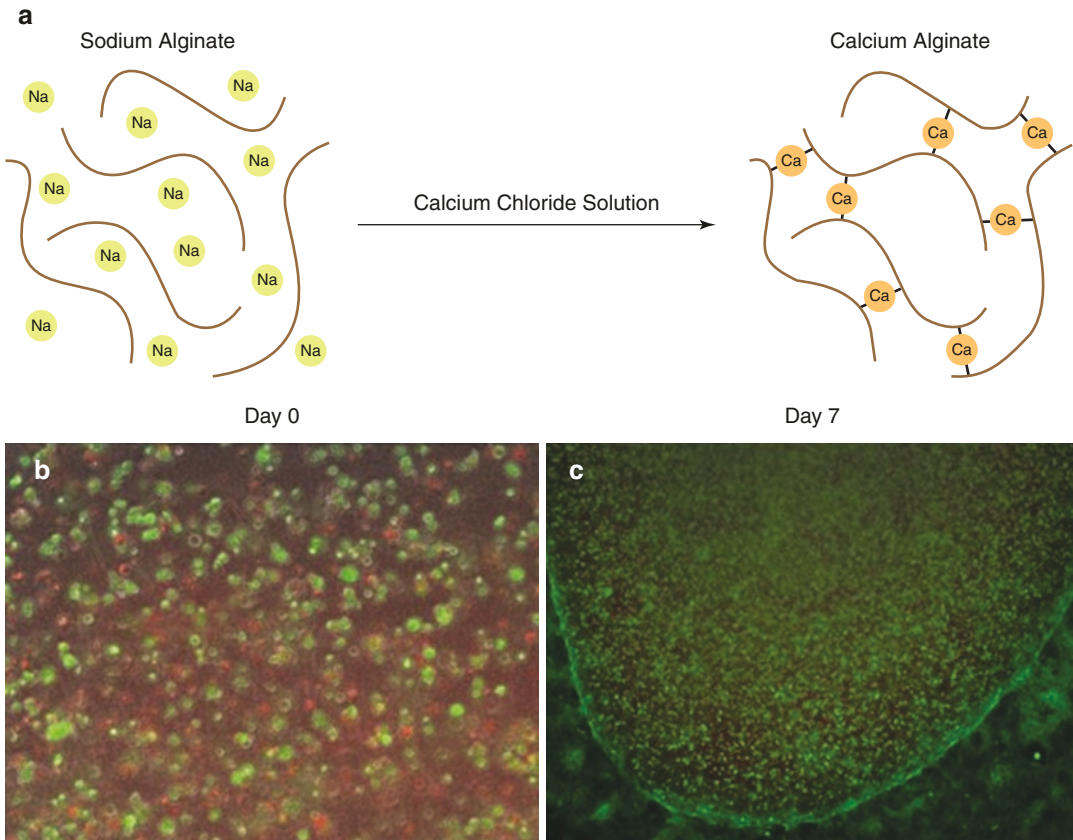 a
Sodium Alginate
Calcium Alginate
Na
Na
Na
Na
Na
Na
Na
Na
Na
Na
Na
Na
Calcium Chloride Solution
Ca
Ca
Ca
Ca
Ca
Ca
Ca
Day 0
Day 7
b
c